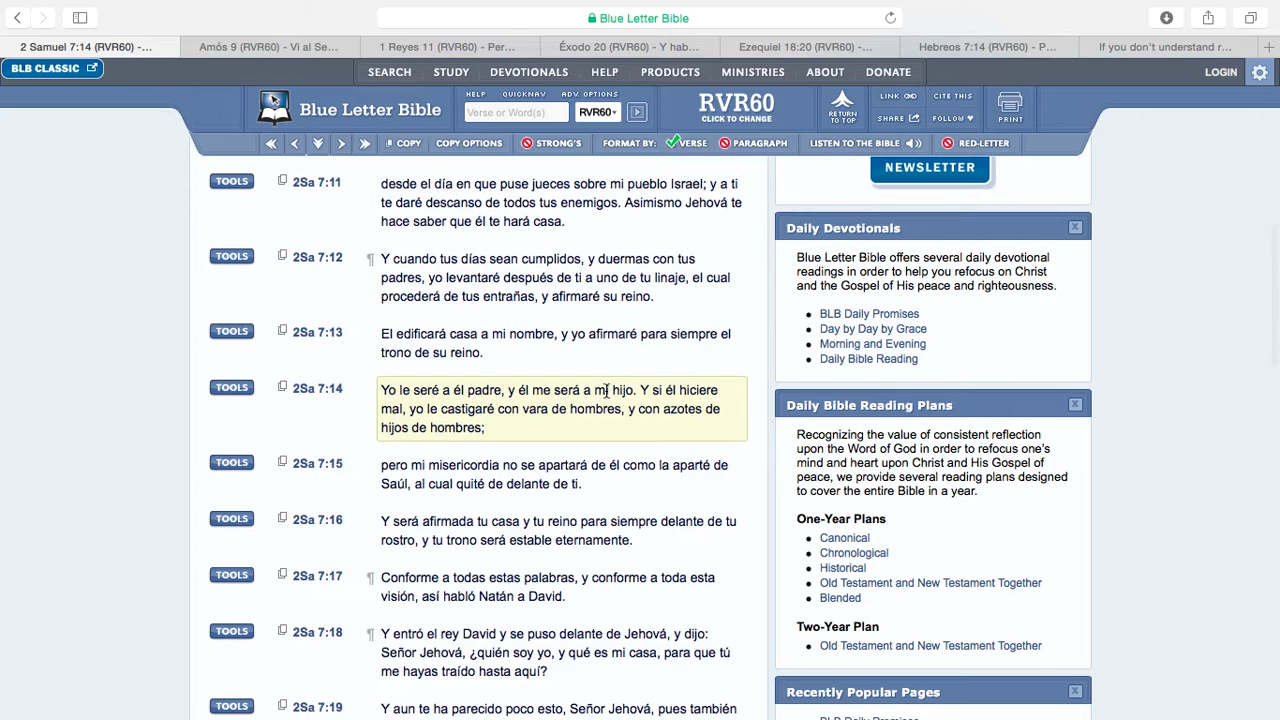 Blue Letter Bible
2 Samuel 7:14 (RVR60) -...
Amós 9 (RVR60) - Vi al Se...
1 Reyes 11 (RVR60) - Per...
Éxodo 20 (RVR60) - Y hab...
Ezequiel 18:20 (RVR60) -...
Hebreos 7:14 (RVR60) - P...
If you don't understand r...
BLB CLASSIC
SEARCH STUDY DEVOTIONALS HELP PRODUCTS MINISTRIES ABOUT DONATE
LOGIN
Blue Letter Bible
HELP QUICKNAV ADV. OPTIONS
Verse or Word(s) RVR60
RVR60
CLICK TO CHANGE
RETURN
TO TOP
LINK CITE THIS
SHARE FOLLOW
PRINT
COPY COPY OPTIONS STRONG'S FORMAT BY: VERSE PARAGRAPH LISTEN TO THE BIBLE RED-LETTER
TOOLS 2Sa 7:11 desde el día en que puse jueces sobre mi pueblo Israel; y a ti
te daré descanso de todos tus enemigos. Asimismo Jehová te
hace saber que él te hará casa.
TOOLS 2Sa 7:12 ¶ Y cuando tus días sean cumplidos, y duermas con tus
padres, yo levantaré después de ti a uno de tu linaje, el cual
procederá de tus entrañas, y afirmaré su reino.
TOOLS 2Sa 7:13 El edificará casa a mi nombre, y yo afirmaré para siempre el
trono de su reino.
TOOLS 2Sa 7:14 Yo le seré a él padre, y él me será a mí hijo. Y si él hiciere
mal, yo le castigaré con vara de hombres, y con azotes de
hijos de hombres;
TOOLS 2Sa 7:15 pero mi misericordia no se apartará de él como la aparté de
Saúl, al cual quité de delante de ti.
TOOLS 2Sa 7:16 Y será afirmada tu casa y tu reino para siempre delante de tu
rostro, y tu trono será estable eternamente.
TOOLS 2Sa 7:17 ¶ Conforme a todas estas palabras, y conforme a toda esta
visión, así habló Natán a David.
TOOLS 2Sa 7:18 ¶ Y entró el rey David y se puso delante de Jehová, y dijo:
Señor Jehová, ¿quién soy yo, y qué es mi casa, para que tú
me hayas traído hasta aquí?
TOOLS 2Sa 7:19 Y aun te ha parecido poco esto, Señor Jehová, pues también
NEWSLETTER
Daily Devotionals
Blue Letter Bible offers several daily devotional
readings in order to help you refocus on Christ
and the Gospel of His peace and righteousness.
BLB Daily Promises
Day by Day by Grace
Morning and Evening
Daily Bible Reading
Daily Bible Reading Plans
Recognizing the value of consistent reflection
upon the Word of God in order to refocus one's
mind and heart upon Christ and His Gospel of
peace, we provide several reading plans designed
to cover the entire Bible in a year.
One-Year Plans
Canonical
Chronological
Historical
Old Testament and New Testament Together
Blended
Two-Year Plan
Old Testament and New Testament Together
Recently Popular Pages
BLB Daily Promises